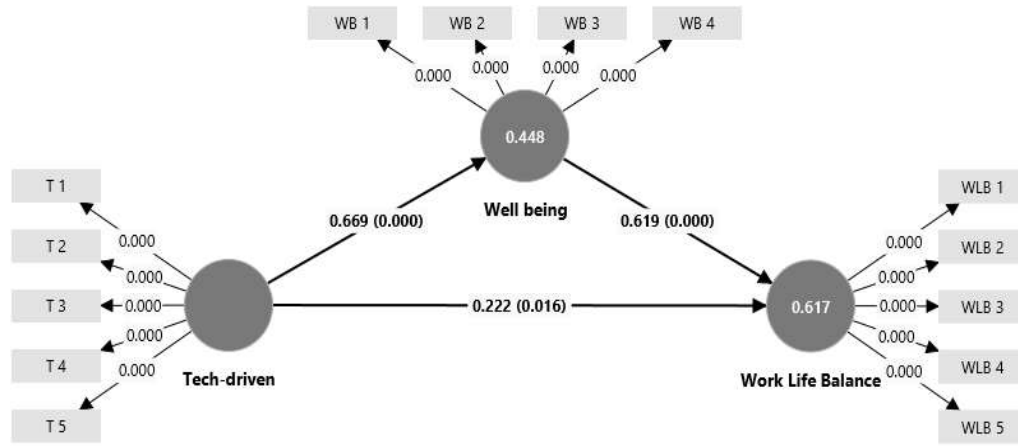 WB 1
WB 2
WB 3
WB 4
0.000
0.000
0.000
0.000
0.448
Well being
T 1
T 2
T 3
T 4
T 5
0.000
0.000
0.000
0.000
0.000
Tech-driven
0.669 (0.000)
0.619 (0.000)
0.222 (0.016)
0.617
Work Life Balance
0.000
0.000
0.000
0.000
0.000
WLB 1
WLB 2
WLB 3
WLB 4
WLB 5